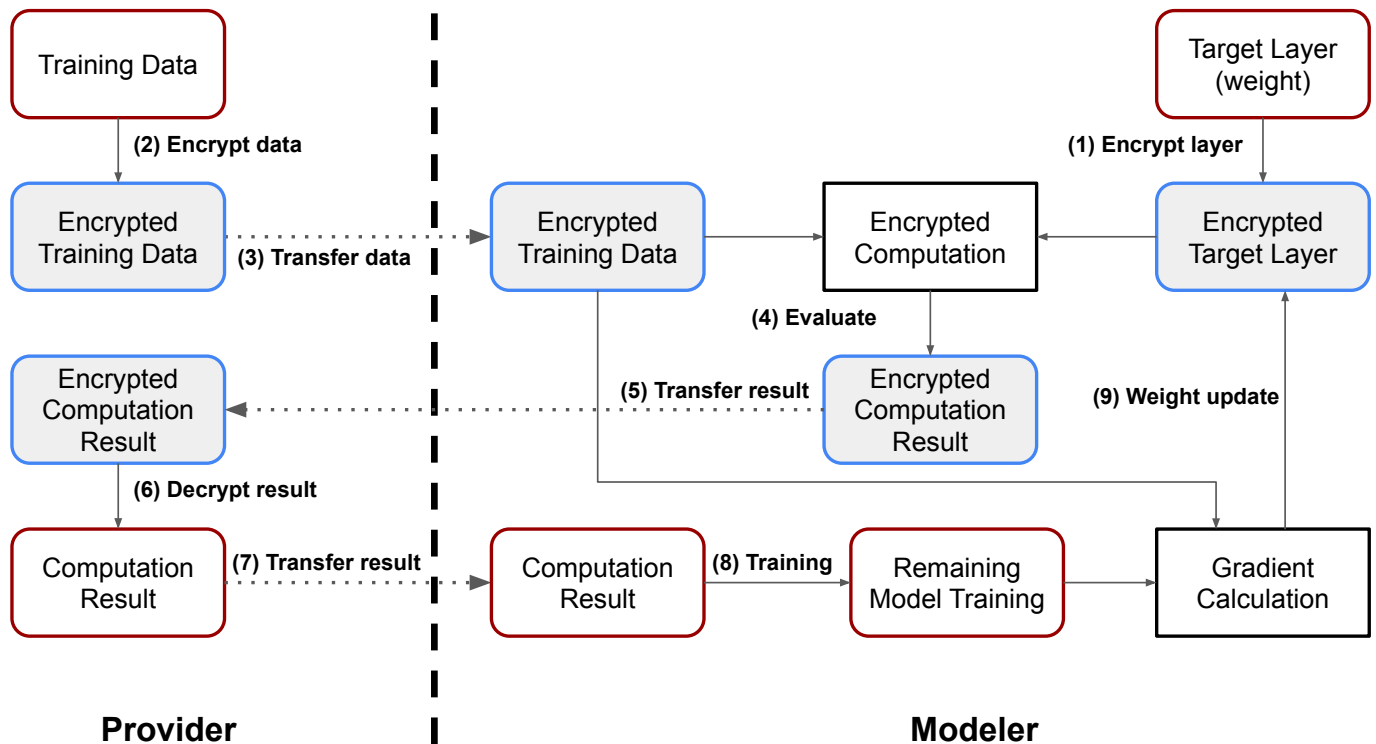 Training Data
Target Layer
(weight)
(2) Encrypt data
(1) Encrypt layer
Encrypted
Training Data
(3) Transfer data
Encrypted
Training Data
Encrypted
Computation
Encrypted
Target Layer
(4) Evaluate
Encrypted
Computation
Result
(5) Transfer result
Encrypted
Computation
Result
(9) Weight update
(6) Decrypt result
Computation
Result
(7) Transfer result
Computation
Result
(8) Training
Remaining
Model Training
Gradient
Calculation
Provider
Modeler